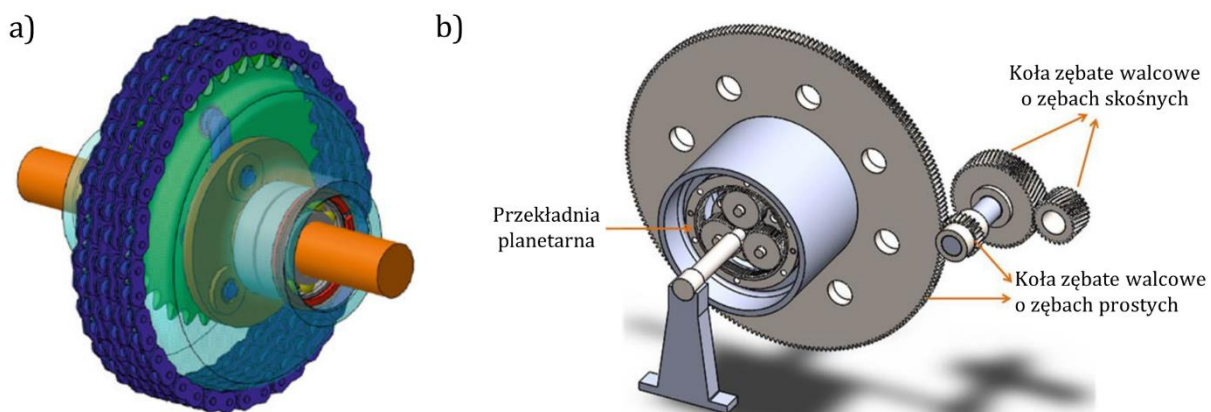 a)
b)
Koła zębate walcowe
o zębach skośnych
Przekładnia
planetarna
Koła zębate walcowe
o zębach prostych